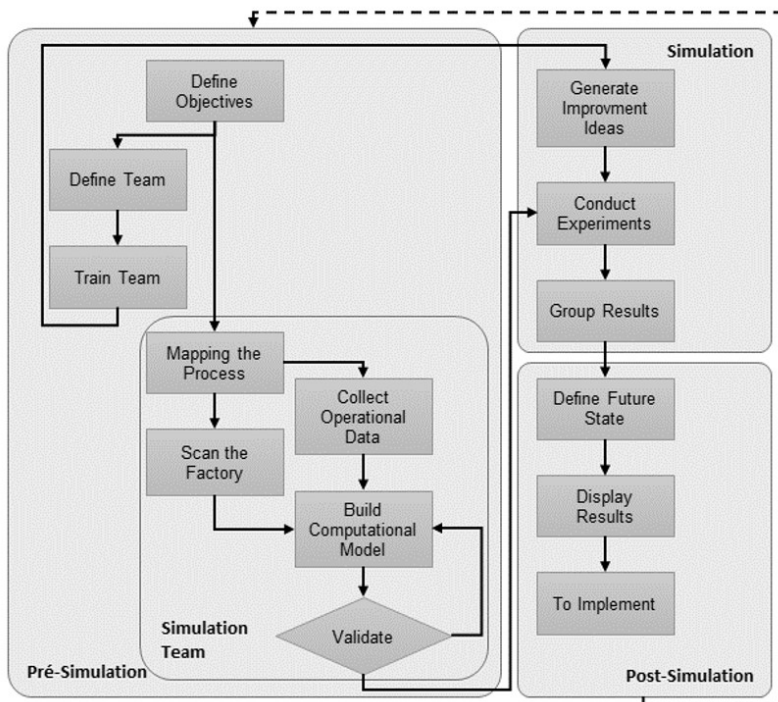 Define
Objectives
Define Team
Train Team
Mapping the
Process
Collect
Operational
Data
Scan the
Factory
Build
Computational
Model
Validate
Simulation
Team
Pré-Simulation
Simulation
Generate
Improvment
Ideas
Conduct
Experiments
Group Results
Define Future
State
Display
Results
To Implement
Post-Simulation